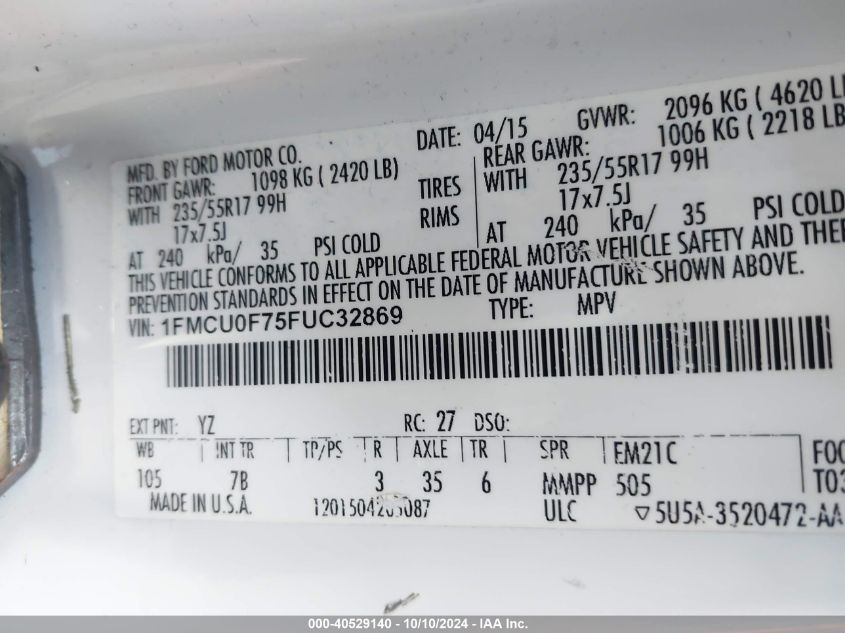 MFD. BY FORD MOTOR CO. DATE: 04/15 GVWR: 2096 KG ( 4620 L
FRONT GAWR: 1098 KG ( 2420 LB) REAR GAWR: 1006 KG ( 2218 LB
WITH 235/55R17 99H TIRES WITH 235/55R17 99H
17x7.5J RIMS 17x7.5J
AT 240 kPa/ 35 PSI COLD AT 240 kPa/ 35 PSI COLD
THIS VEHICLE CONFORMS TO ALL APPLICABLE FEDERAL MOTOR VEHICLE SAFETY AND THE
PREVENTION STANDARDS IN EFFECT ON THE DATE OF MANUFACTURE SHOWN ABOVE.
VIN: 1FMCU0F75FUC32869 TYPE: MPV
EXT PNT: YZ RC: 27 DSO:
WB INT TR TP/PS R AXLE TR SPR EM21C FOC
105 7B 3 35 6 MMPP 505 TO3
MADE IN U.S.A. ULC ▽5U5A-3520472-AA
000-40529140 - 10/10/2024 - IAA Inc.